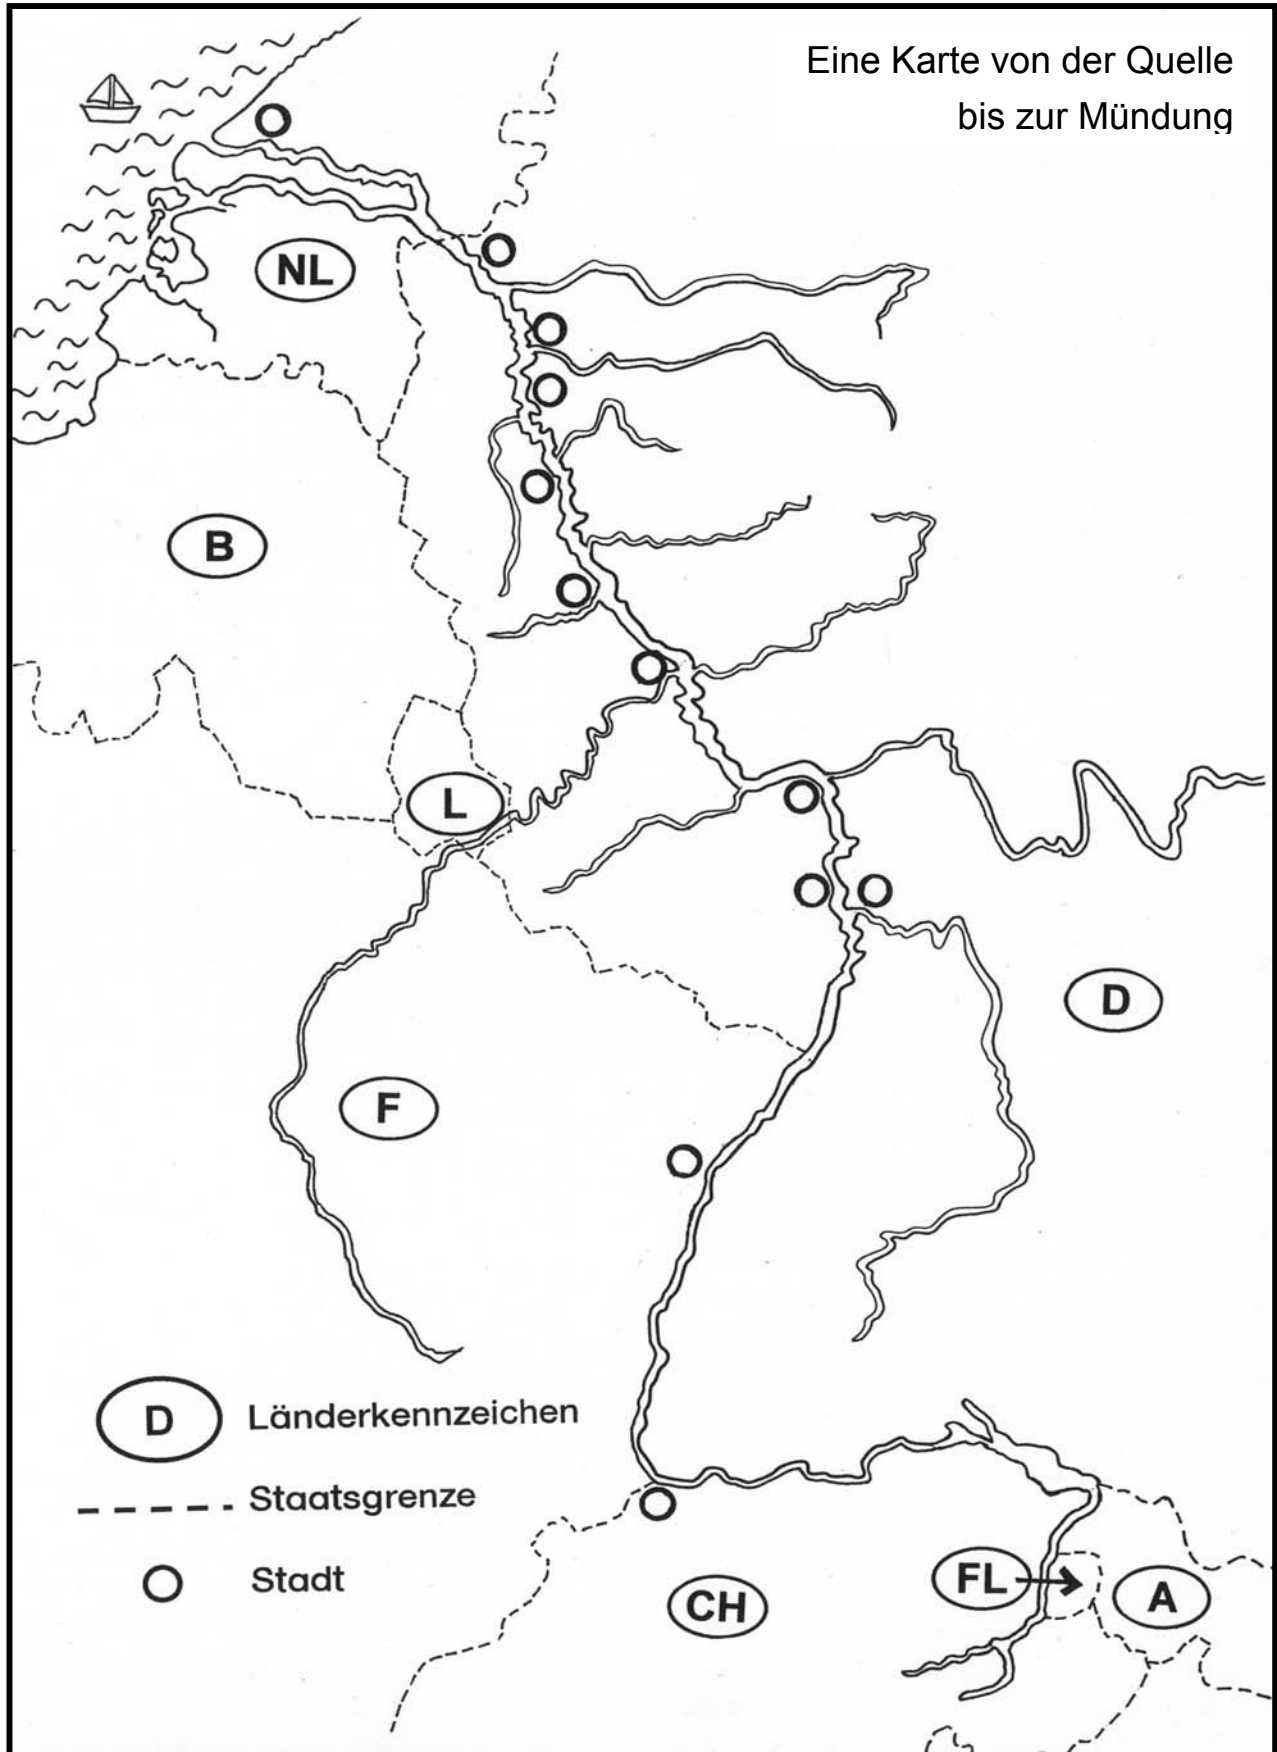 Eine Karte von der Quelle
bis zur Mündung
NL
B
L
D
F
D Länderkennzeichen
Staatsgrenze
Stadt
FL
A
CH